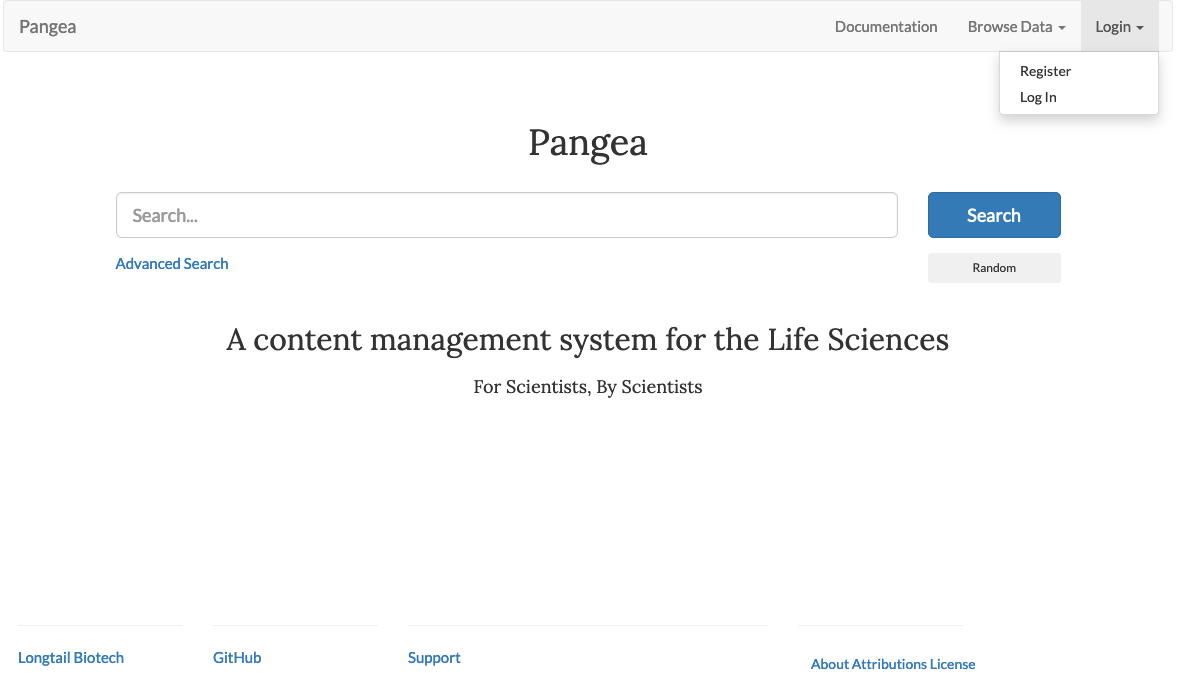 Pangea
Documentation
Browse Data
Login
Register
Log In
Pangea
Search...
Search
Advanced Search
Random
A content management system for the Life Sciences
For Scientists, By Scientists
Longtail Biotech
GitHub
Support
About Attributions License